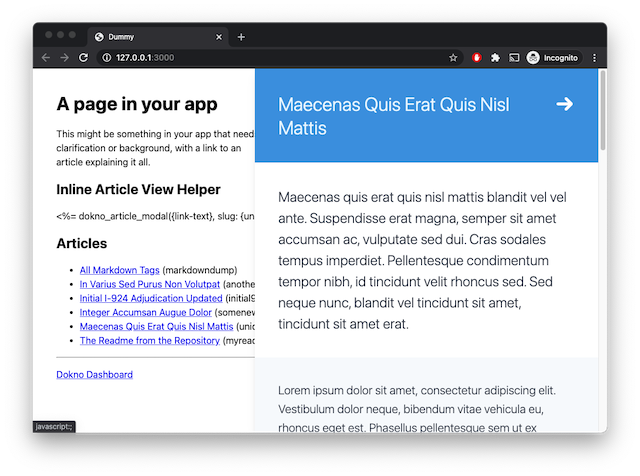 Dummy
127.0.0.1:3000
Incognito
A page in your app
This might be something in your app that need
clarification or background, with a link to an
article explaining it all.
Inline Article View Helper
<%= dokno_article_modal({link-text}, slug: {un
Articles
All Markdown Tags (markdowndump)
In Varius Sed Purus Non Volutpat (anothe
Initial I-924 Adjudication Updated (initial9
Integer Accumsan Augue Dolor (somenew
Maecenas Quis Erat Quis Nisl Mattis (unic
The Readme from the Repository (myread
Dokno Dashboard
javascript:;
Maecenas Quis Erat Quis Nisl
Mattis
Maecenas quis erat quis nisl mattis blandit vel vel
ante. Suspendisse erat magna, semper sit amet
accumsan ac, vulputate sed dui. Cras sodales
tempus imperdiet. Pellentesque condimentum
tempor nibh, id tincidunt velit rhoncus sed. Sed
neque nunc, blandit vel tincidunt sit amet,
tincidunt sit amet erat.
Lorem ipsum dolor sit amet, consectetur adipiscing elit.
Vestibulum dolor neque, bibendum vitae vehicula eu,
rhoncus eget est. Phasellus pellentesque sem ut ex